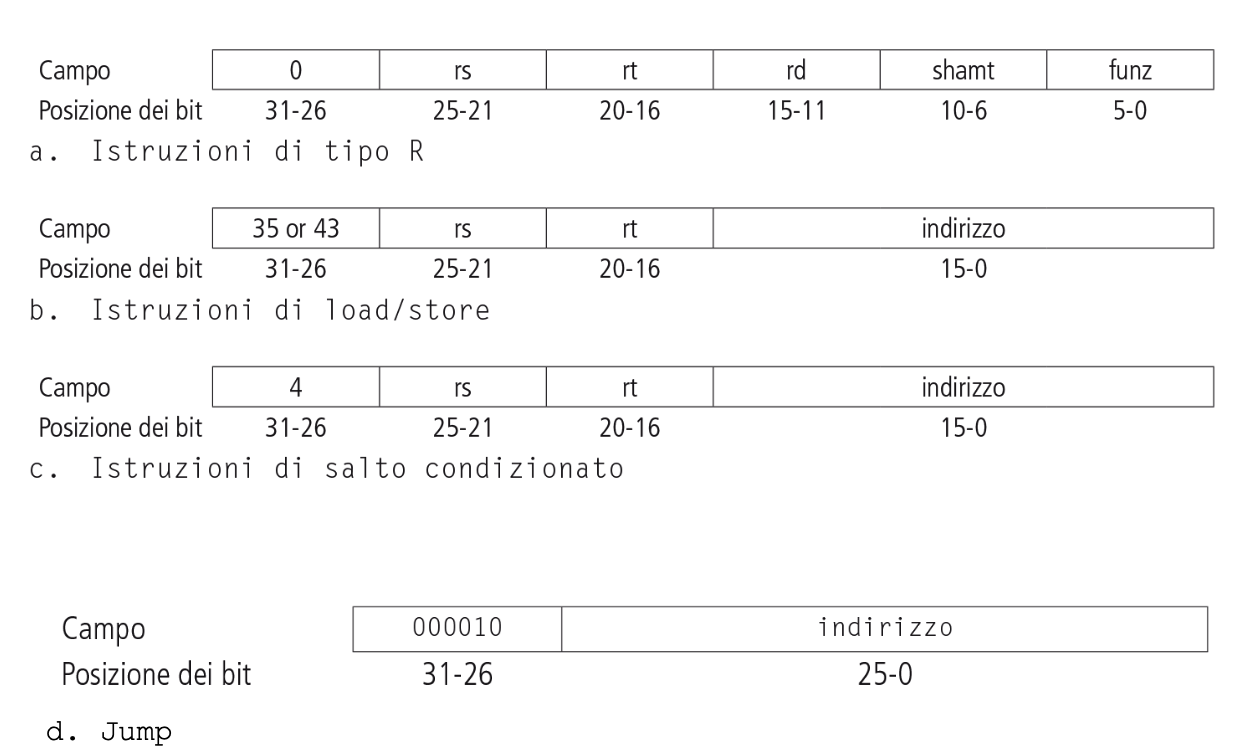 Campo 0 rs rt rd shamt funz
Posizione dei bit 31-26 25-21 20-16 15-11 10-6 5-0
a. Istruzioni di tipo R
Campo 35 or 43 rs rt indirizzo
Posizione dei bit 31-26 25-21 20-16 15-0
b. Istruzioni di load/store
Campo 4 rs rt indirizzo
Posizione dei bit 31-26 25-21 20-16 15-0
c. Istruzioni di salto condizionato
Campo 000010 indirizzo
Posizione dei bit 31-26 25-0
d. Jump